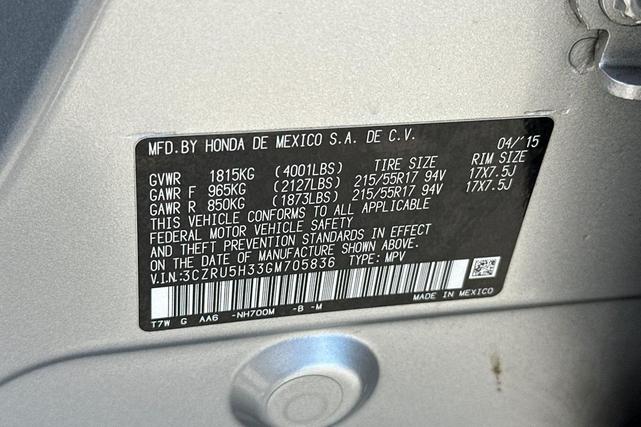 MFD.BY HONDA DE MEXICO S.A. DE C.V. 04/'15
TIRE SIZE RIM SIZE
GVWR 1815KG (4001LBS)
GAWR F 965KG (2127LBS) 215/55R17 94V 17X7.5J
GAWR R 850KG (1873LBS) 215/55R17 94V 17X7.5J
THIS VEHICLE CONFORMS TO ALL APPLICABLE
FEDERAL MOTOR VEHICLE SAFETY
AND THEFT PREVENTION STANDARDS IN EFFECT
ON THE DATE OF MANUFACTURE SHOWN ABOVE.
V.I.N.:3CZRU5H33GM705836 TYPE: MPV
MADE IN MEXICO
T7W G AA6 -NH700M -B -M